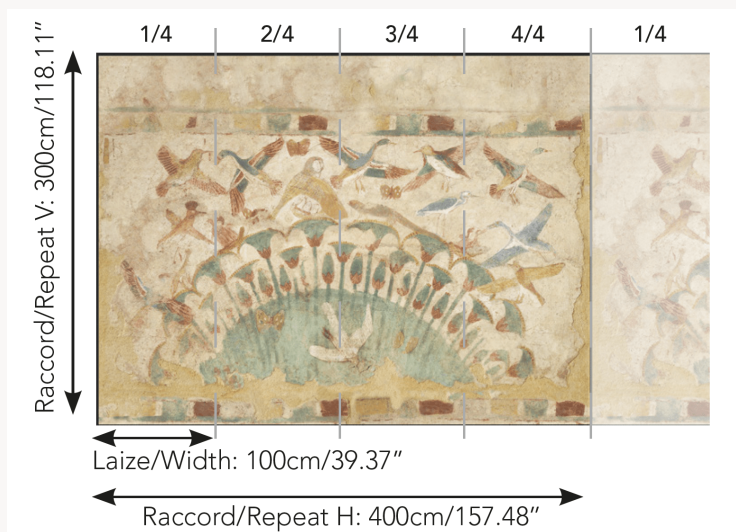 1/4 2/4 3/4 4/4 1/4
Raccord/Repeat V: 300cm/118.11”
Laize/Width: 100cm/39.37”
Raccord/Repeat H: 400cm/157.48”